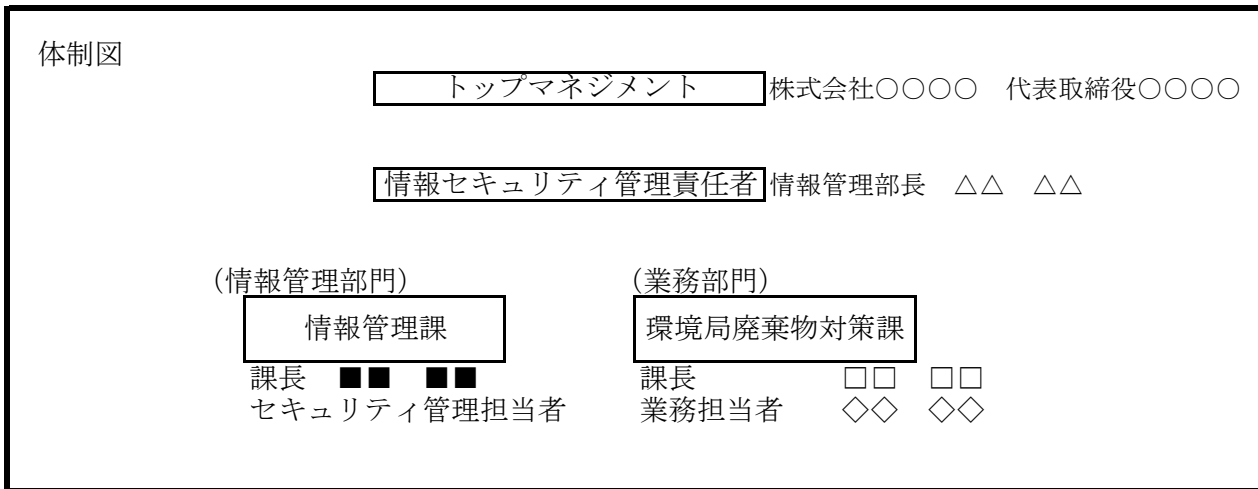 体制図
トップマネジメント 株式会社○○○○ 代表取締役○○○○
情報セキュリティ管理責任者 情報管理部長 △△ △△
(情報管理部門) (業務部門)
情報管理課 環境局廃棄物対策課
課長 ■■ ■■ 課長 □□ □□
セキュリティ管理担当者 業務担当者 ◇◇ ◇◇